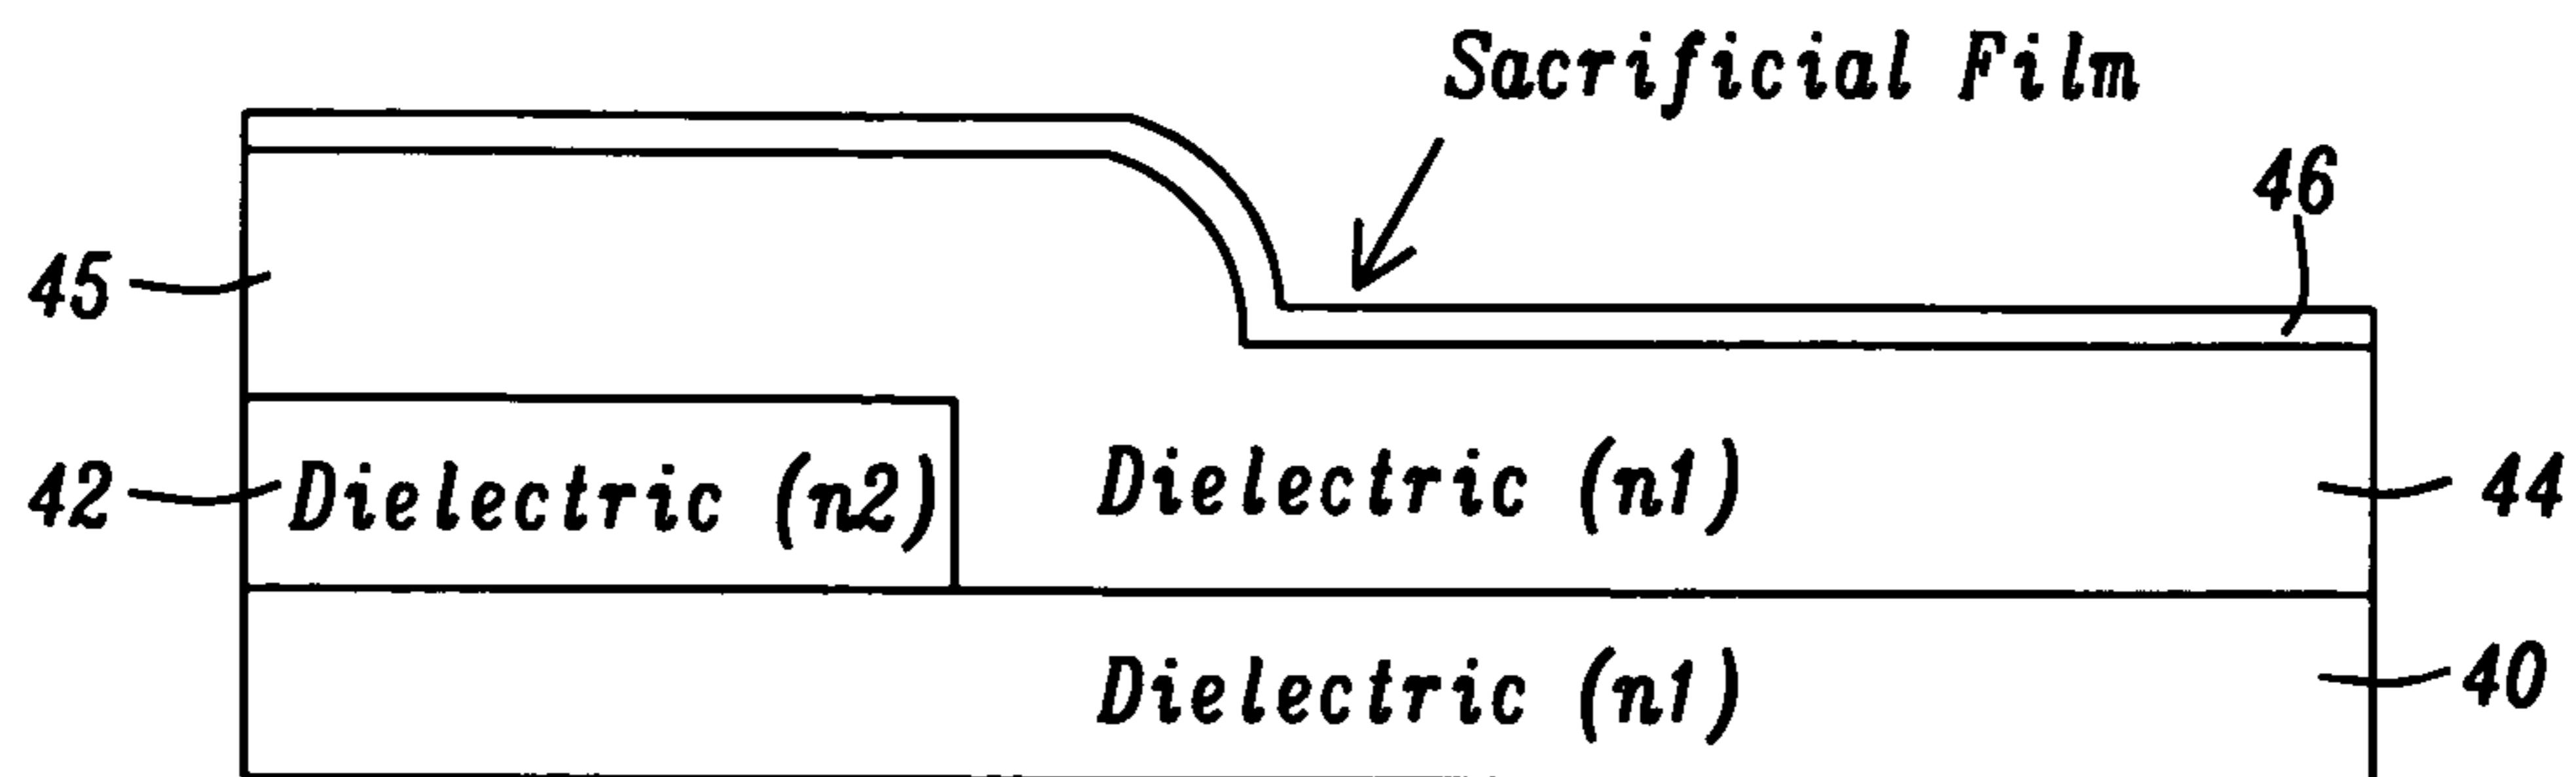 Sacrificial Film
46
45
42
Dielectric (n2)
Dielectric (n1)
44
Dielectric (n1)
40